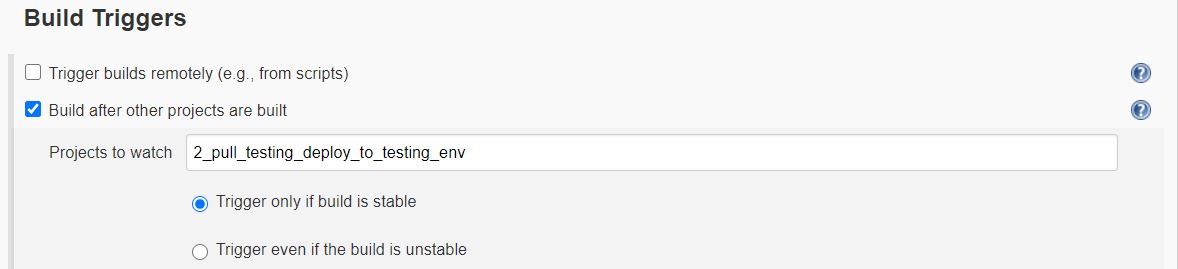 Build Triggers
Trigger builds remotely (e.g., from scripts)
?
Build after other projects are built
?
Projects to watch 2_pull_testing_deploy_to_testing_env
Trigger only if build is stable
Trigger even if the build is unstable